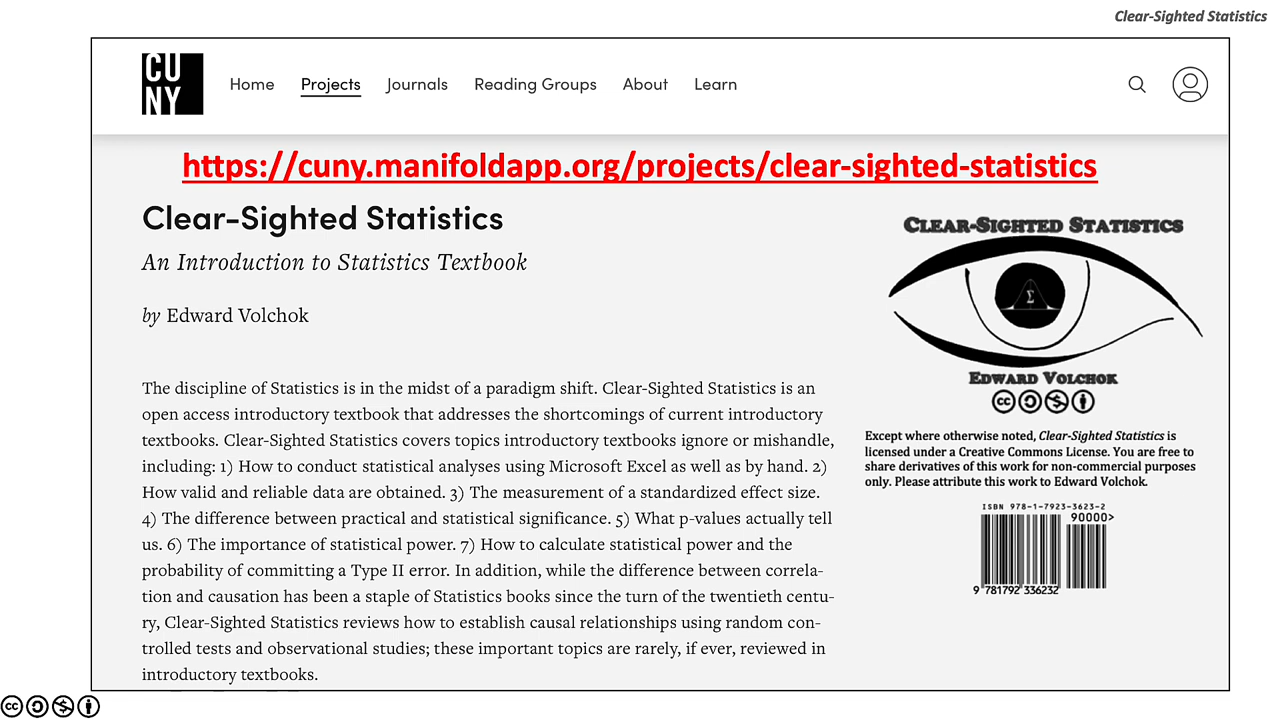 Clear-Sighted Statistics
CU
NY
Home Projects Journals Reading Groups About Learn
https://cuny.manifoldapp.org/projects/clear-sighted-statistics
Clear-Sighted Statistics
An Introduction to Statistics Textbook
by Edward Volchok
The discipline of Statistics is in the midst of a paradigm shift. Clear-Sighted Statistics is an
open access introductory textbook that addresses the shortcomings of current introductory
textbooks. Clear-Sighted Statistics covers topics introductory textbooks ignore or mishandle,
including: 1) How to conduct statistical analyses using Microsoft Excel as well as by hand. 2)
How valid and reliable data are obtained. 3) The measurement of a standardized effect size.
4) The difference between practical and statistical significance. 5) What p-values actually tell
us. 6) The importance of statistical power. 7) How to calculate statistical power and the
probability of committing a Type II error. In addition, while the difference between correla-
tion and causation has been a staple of Statistics books since the turn of the twentieth centu-
ry, Clear-Sighted Statistics reviews how to establish causal relationships using random con-
trolled tests and observational studies; these important topics are rarely, if ever, reviewed in
introductory textbooks.
Clear-Sighted Statistics
Σ
Edward Volchok
cc
Except where otherwise noted, Clear-Sighted Statistics is
licensed under a Creative Commons License. You are free to
share derivatives of this work for non-commercial purposes
only. Please attribute this work to Edward Volchok.
ISBN 978-1-7923-3623-2
90000>
9 781792 336232
cc